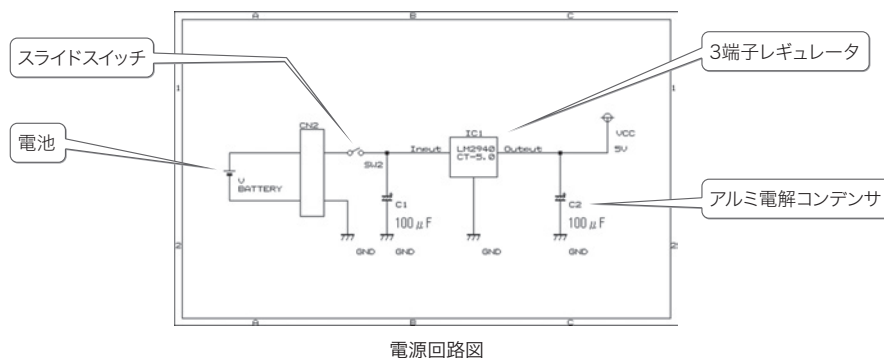 A B C
スライドスイッチ
3端子レギュレータ
1 1
電池
CN2
IC1
Input LM2940 Output
CT-5.0
VCC
5V
SW2
V
BATTERY
C1
100μF
C2
100μF
アルミ電解コンデンサ
2 2
GND GND GND GND
A B C
電源回路図